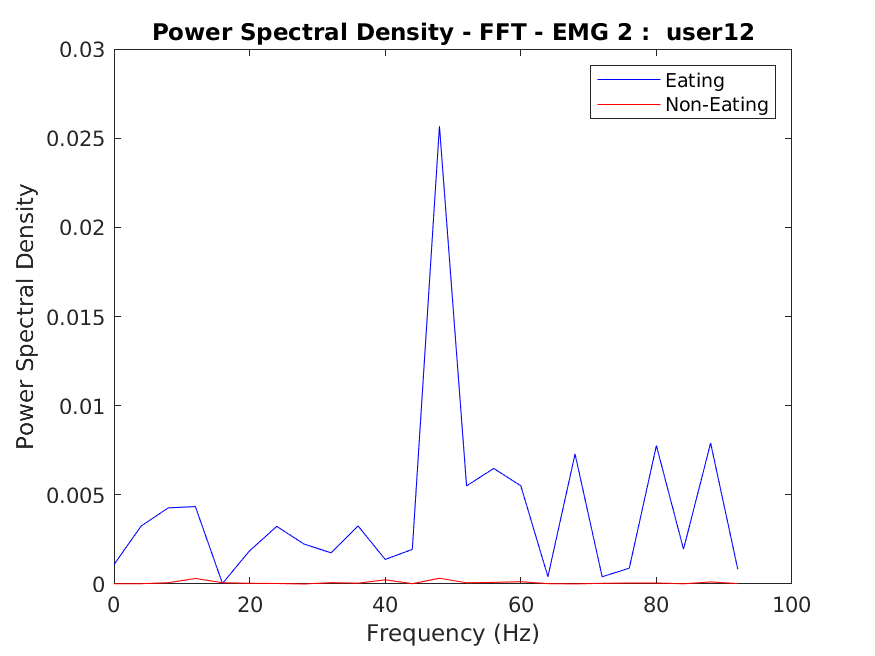 Power Spectral Density - FFT - EMG 2 :  user12
Eating
Non-Eating
Power Spectral Density
0.03
0.025
0.02
0.015
0.01
0.005
0
0 20 40 60 80 100
Frequency (Hz)